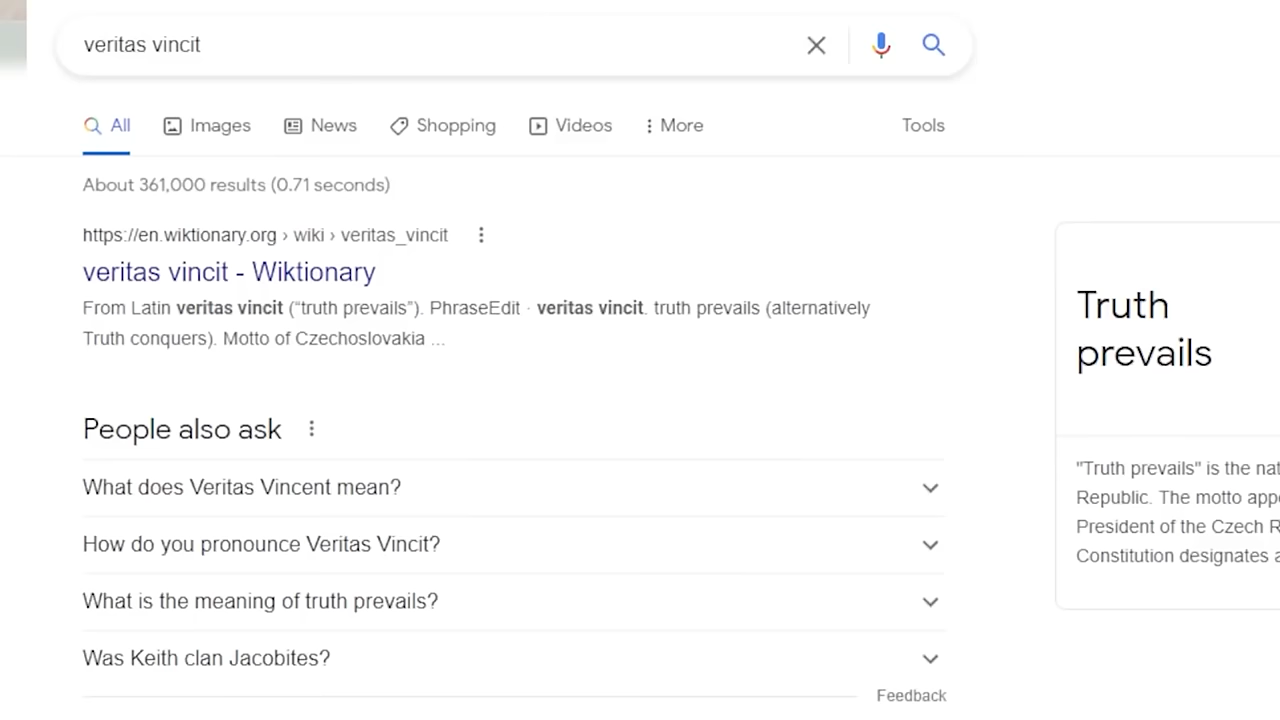 veritas vincit
All Images News Shopping Videos More Tools
About 361,000 results (0.71 seconds)
https://en.wiktionary.org › wiki › veritas_vincit
veritas vincit - Wiktionary
From Latin veritas vincit (“truth prevails”). PhraseEdit · veritas vincit. truth prevails (alternatively
Truth conquers). Motto of Czechoslovakia ...
People also ask
What does Veritas Vincent mean?
How do you pronounce Veritas Vincit?
What is the meaning of truth prevails?
Was Keith clan Jacobites?
Feedback
Truth
prevails
"Truth prevails" is the nat
Republic. The motto appe
President of the Czech R
Constitution designates a